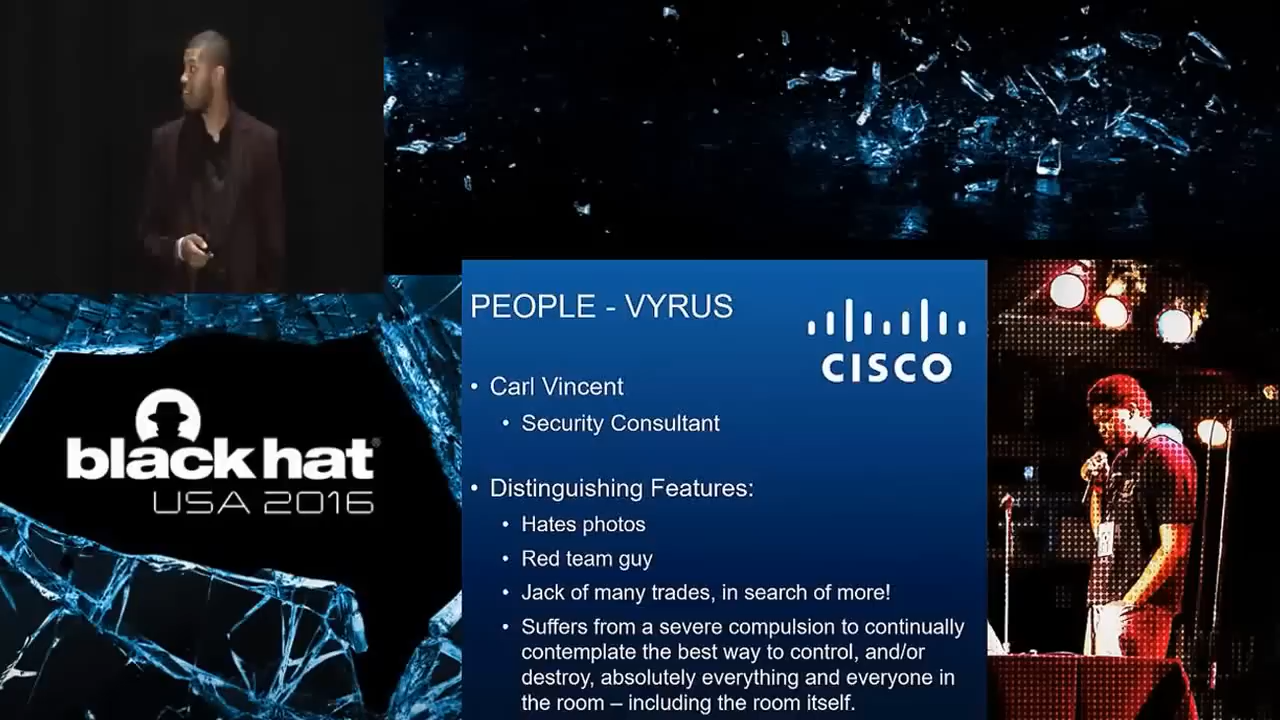 black hat®
USA 2016
PEOPLE - VYRUS
CISCO
• Carl Vincent
• Security Consultant
• Distinguishing Features:
• Hates photos
• Red team guy
• Jack of many trades, in search of more!
• Suffers from a severe compulsion to continually
contemplate the best way to control, and/or
destroy, absolutely everything and everyone in
the room – including the room itself.